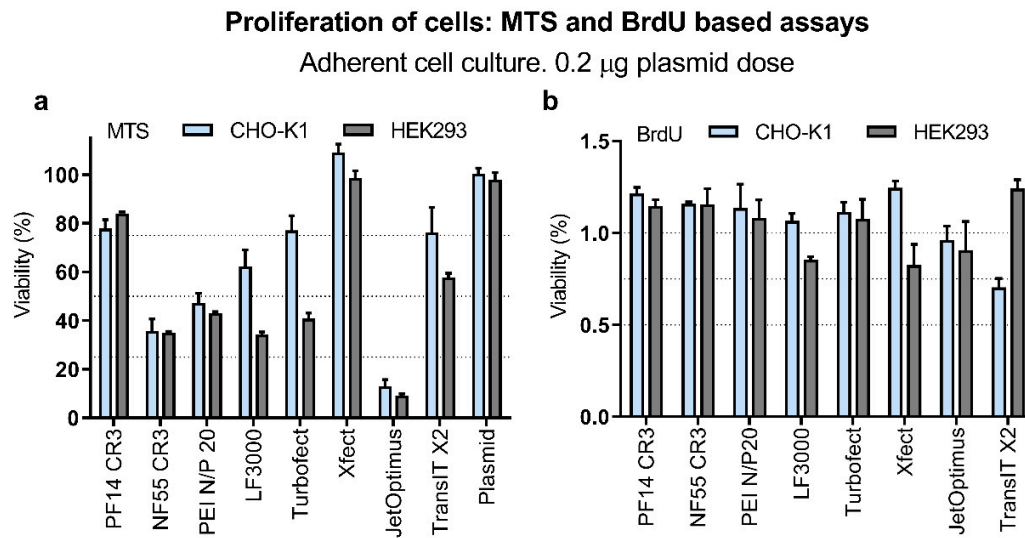 Proliferation of cells: MTS and BrdU based assays
Adherent cell culture. 0.2 μg plasmid dose
a
MTS CHO-K1 HEK293
Viability (%)
100
80
60
40
20
0
PF14 CR3
NF55 CR3
PEI N/P 20
LF3000
Turbofect
Xfect
JetOptimus
TransIT X2
Plasmid
b
BrdU CHO-K1 HEK293
Viability (%)
1.5
1.0
0.5
0.0
PF14 CR3
NF55 CR3
PEI N/P20
LF3000
Turbofect
Xfect
JetOptimus
TransIT X2